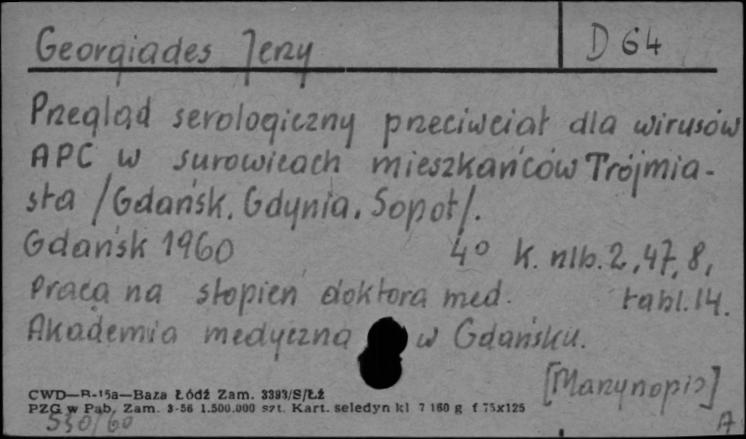 Georgiades Jerzy D 64
Przegląd serologiczny przeciwciał dla wirusów
APC w surowicach mieszkańców Trójmia-
sta /Gdańsk, Gdynia, Sopot/.
Gdańsk 1960 4° k. nlb. 2, 47, 8,
Praca na stopień doktora med. tabl. 14.
Akademia medyczna w Gdańsku.
[Maszynopis]
CWD—B-15a—Baza Łódź Zam. 3393/S/Łź
PZG w Pab. Zam. 3-56 1.500.000 szt. Kart. seledyn kl 7 160 g f 75x125
530/60 A